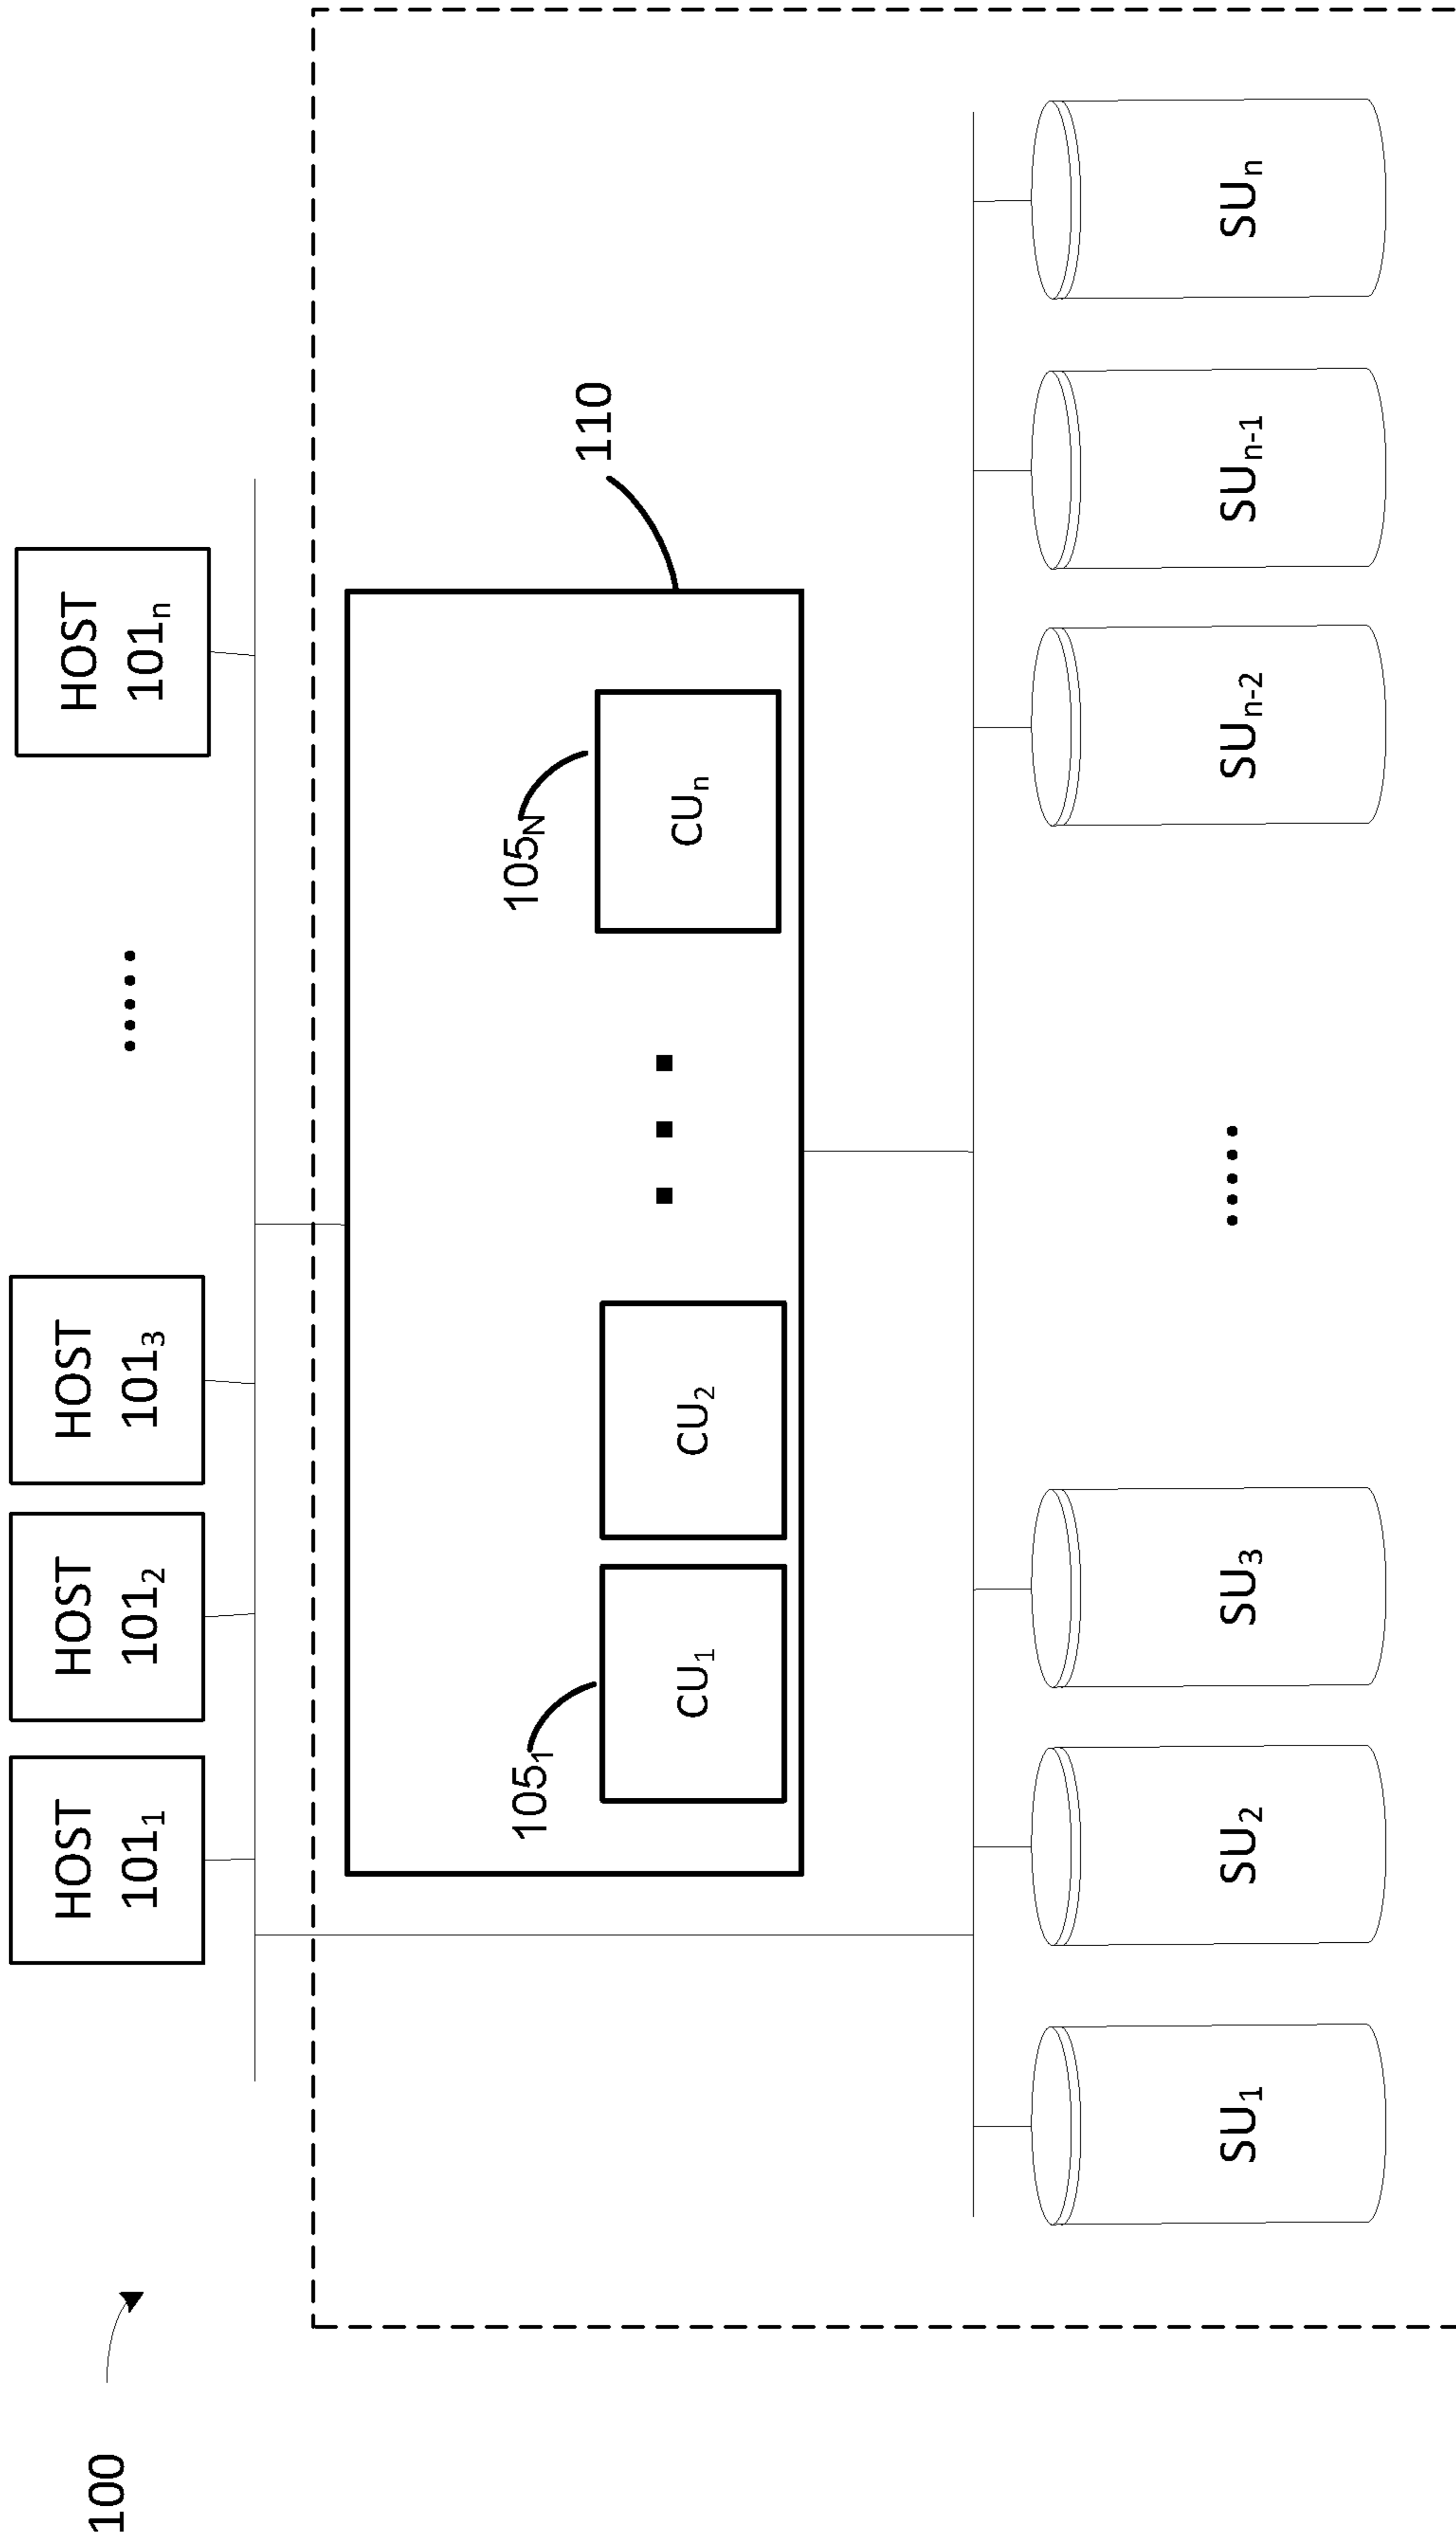 100
HOST
101₁
HOST
101₂
HOST
101₃
.....
HOST
101ₙ
110
105₁
CU₁
CU₂
105_N
CUₙ
SU₁
SU₂
SU₃
.....
SUₙ₋₂
SUₙ₋₁
SUₙ